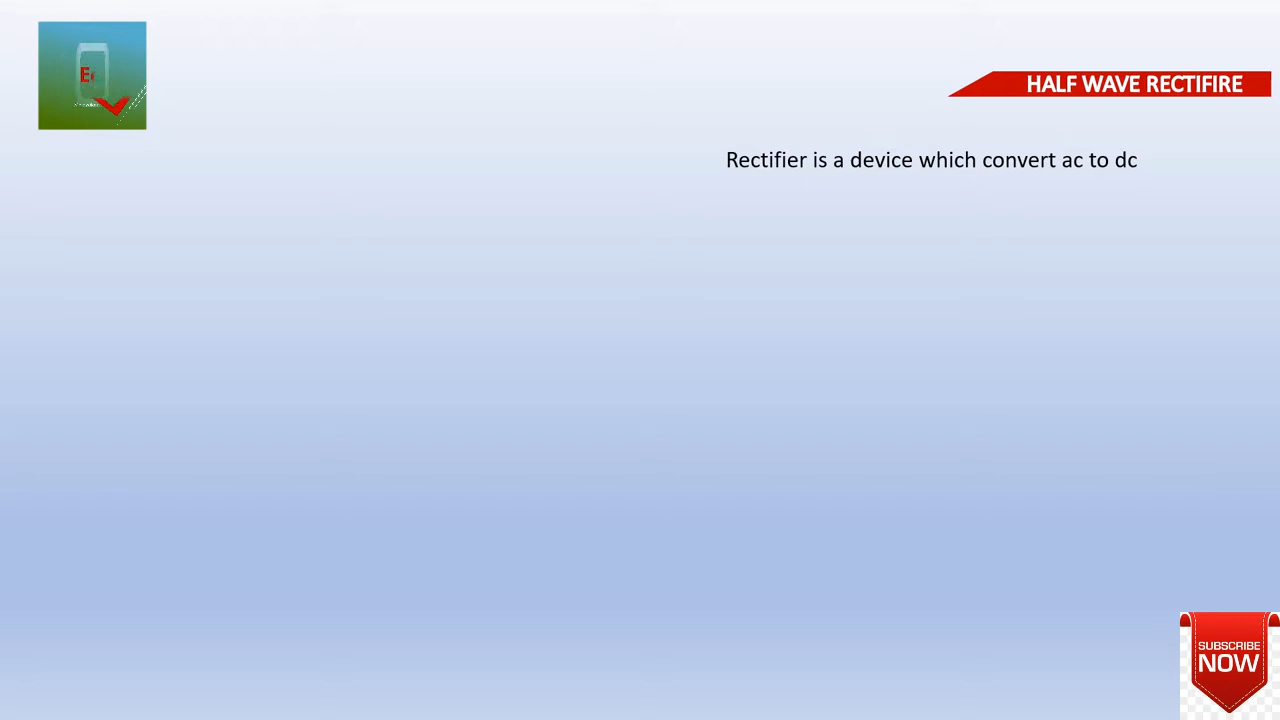 HALF WAVE RECTIFIRE
Rectifier is a device which convert ac to dc
SUBSCRIBE
NOW